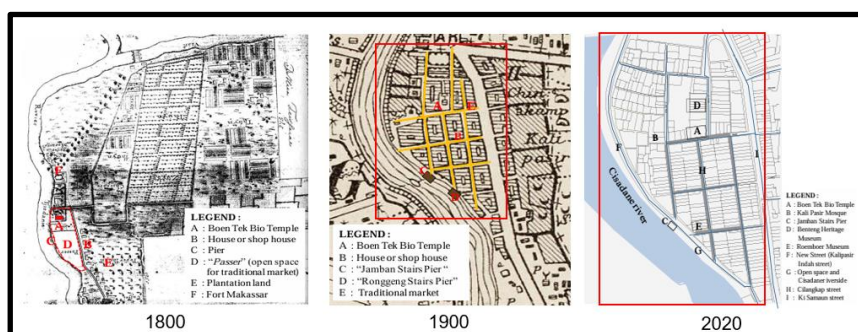 F
A
C
D
B
E
LEGEND :
A : Boen Tek Bio Temple
B : House or shop house
C : Pier
D : "Passer" (open space
for traditional market)
E : Plantation land
F : Fort Makassar
1800
A
E
B
C
D
Kali
pasir
LEGEND :
A : Boen Tek Bio Temple
B : House or shop house
C : "Jamban Stairs Pier"
D : "Ronggeng Stairs Pier"
E : Traditional market
1900
D
A
B
F
H
I
C
E
G
Cisadane river
LEGEND :
A : Boen Tek Bio Temple
B : Kali Pasir Mosque
C : Jamban Stairs Pier
D : Benteng Heritage
Museum
E : Roemboer Museum
F : New Street (Kalipasir
Indah street)
G : Open space and
Cisadane riverside
H : Cilangkap street
I : Ki Samaun street
2020